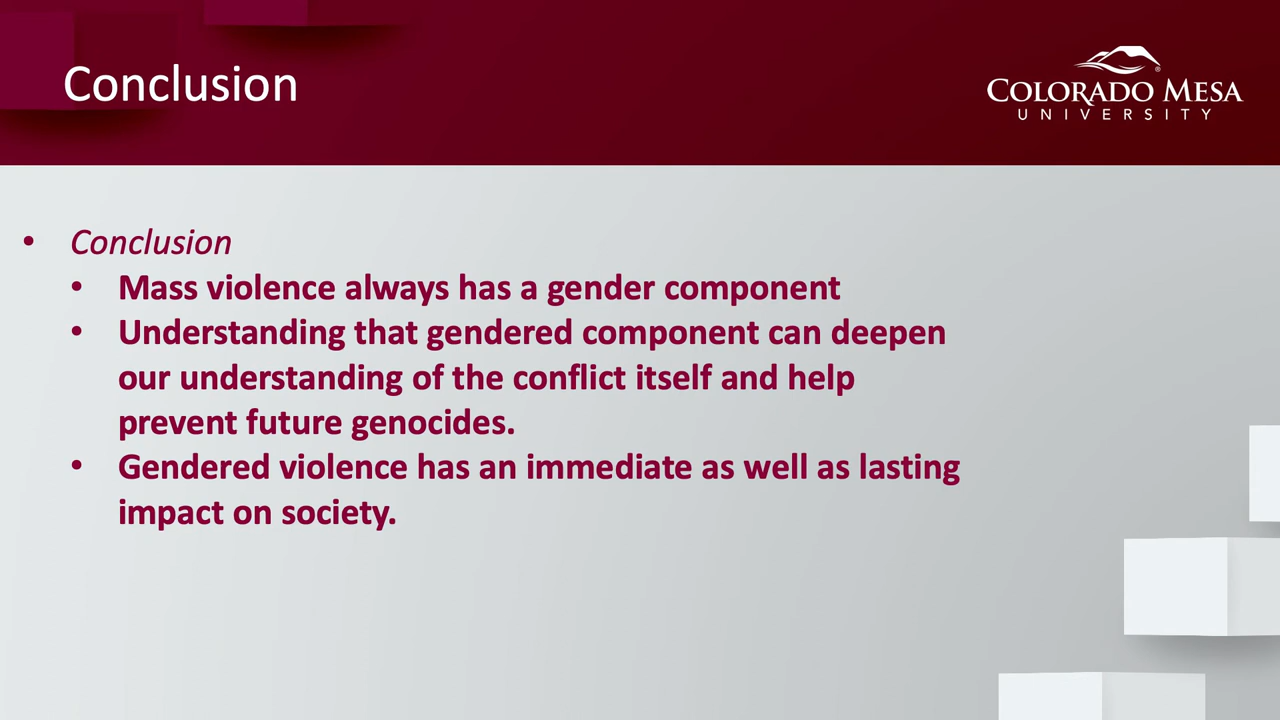 Conclusion
COLORADO MESA
UNIVERSITY
• Conclusion
• Mass violence always has a gender component
• Understanding that gendered component can deepen
our understanding of the conflict itself and help
prevent future genocides.
• Gendered violence has an immediate as well as lasting
impact on society.